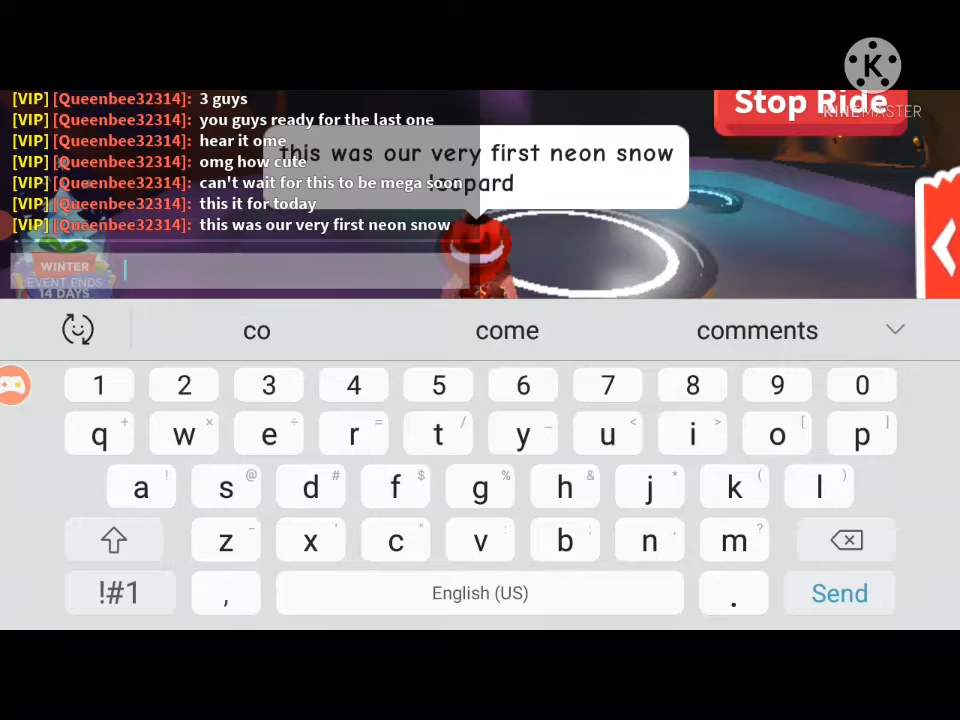 K
KINEMASTER
Stop Ride
[VIP] [Queenbee32314]: 3 guys
[VIP] [Queenbee32314]: you guys ready for the last one
[VIP] [Queenbee32314]: hear it ome
[VIP] [Queenbee32314]: omg how cute
[VIP] [Queenbee32314]: can't wait for this to be mega soon
[VIP] [Queenbee32314]: this it for today
[VIP] [Queenbee32314]: this was our very first neon snow
this was our very first neon snow
leopard
WINTER
EVENT ENDS
14 DAYS
co come comments
1 2 3 4 5 6 7 8 9 0
q + w × e ÷ r = t / y _ u < i > o [ p ]
a ! s @ d # f $ g % h & j * k ( l )
z - x ' c " v : b ; n , m ?
!#1 , English (US) . Send